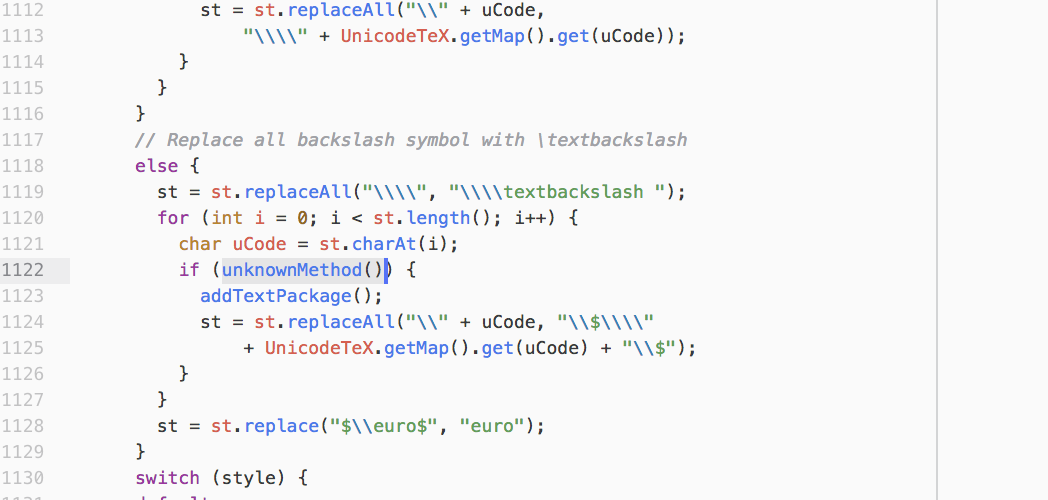 1112 st = st.replaceAll("\\" + uCode,
1113 "\\\\" + UnicodeTeX.getMap().get(uCode));
1114 }
1115 }
1116 }
1117 // Replace all backslash symbol with \textbackslash
1118 else {
1119 st = st.replaceAll("\\\\", "\\\\textbackslash ");
1120 for (int i = 0; i < st.length(); i++) {
1121 char uCode = st.charAt(i);
1122 if (unknownMethod()) {
1123 addTextPackage();
1124 st = st.replaceAll("\\" + uCode, "\\$\\\\"
1125 + UnicodeTeX.getMap().get(uCode) + "\\$");
1126 }
1127 }
1128 st = st.replace("$\\euro$", "euro");
1129 }
1130 switch (style) {